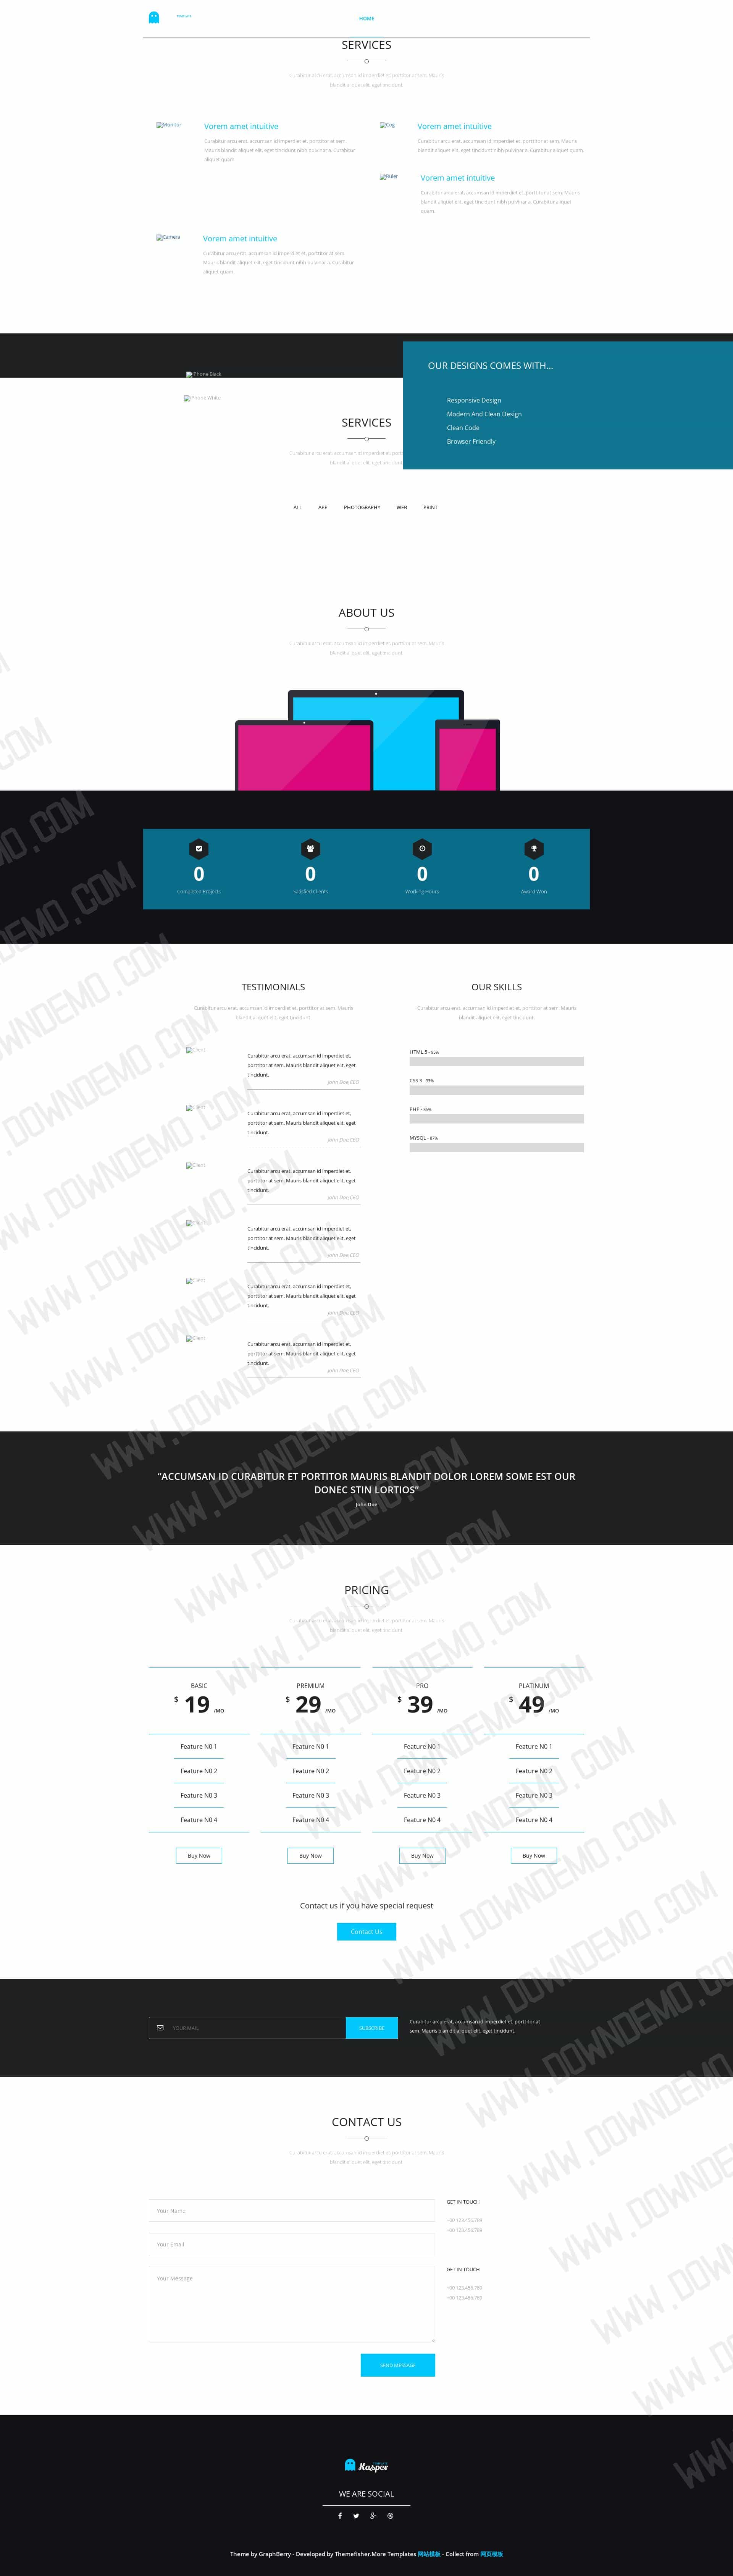 HOME
SERVICES
Curabitur arcu erat, accumsan id imperdiet et, porttitor at sem. Mauris
blandit aliquet elit, eget tincidunt
Monitor
Vorem amet intuitive
Curabitur arcu erat, accumsan id imperdiet et, porttitor at sem.
Mauris blandit aliquet elit, eget tincidunt nibh pulvinar a. Curabitur
aliquet quam.
Cog
Vorem amet intuitive
Curabitur arcu erat, accumsan id imperdiet et, porttitor at sem. Mauris
blandit aliquet elit, eget tincidunt nibh pulvinar a. Curabitur aliquet quam.
Ruler
Vorem amet intuitive
Curabitur arcu erat, accumsan id imperdiet et, porttitor at sem. Mauris
blandit aliquet elit, eget tincidunt nibh pulvinar a. Curabitur aliquet
quam.
Camera
Vorem amet intuitive
Curabitur arcu erat, accumsan id imperdiet et, porttitor at sem.
Mauris blandit aliquet elit, eget tincidunt nibh pulvinar a. Curabitur
aliquet quam.
iPhone Black
iPhone White
OUR DESIGNS COMES WITH...
Responsive Design
Modern And Clean Design
Clean Code
Browser Friendly
SERVICES
Curabitur arcu erat, accumsan id imperdiet et,
blandit aliquet elit, eget tincidunt
ALL APP PHOTOGRAPHY WEB PRINT
ABOUT US
Curabitur arcu erat, accumsan id imperdiet et, porttitor at sem. Mauris
blandit aliquet elit, eget tincidunt
0 0 0 0
Completed Projects Satisfied Clients Working Hours Award Won
TESTIMONIALS
Curabitur arcu erat, accumsan id imperdiet et, porttitor at sem. Mauris
blandit aliquet elit, eget tincidunt.
Client
Curabitur arcu erat, accumsan id imperdiet et,
porttitor at sem. Mauris blandit aliquet elit, eget
tincidunt.
John Doe,CEO
Client
Curabitur arcu erat, accumsan id imperdiet et,
porttitor at sem. Mauris blandit aliquet elit, eget
tincidunt.
John Doe,CEO
Client
Curabitur arcu erat, accumsan id imperdiet et,
porttitor at sem. Mauris blandit aliquet elit, eget
tincidunt.
John Doe,CEO
Client
Curabitur arcu erat, accumsan id imperdiet et,
porttitor at sem. Mauris blandit aliquet elit, eget
tincidunt.
John Doe,CEO
Client
Curabitur arcu erat, accumsan id imperdiet et,
porttitor at sem. Mauris blandit aliquet elit, eget
tincidunt.
John Doe,CEO
Client
Curabitur arcu erat, accumsan id imperdiet et,
porttitor at sem. Mauris blandit aliquet elit, eget
tincidunt.
John Doe,CEO
OUR SKILLS
Curabitur arcu erat, accumsan id imperdiet et, porttitor at sem. Mauris
blandit aliquet elit, eget tincidunt
HTML 5 - 95%
CSS 3 - 93%
PHP - 85%
MYSQL - 87%
"ACCUMSAN ID CURABITUR ET PORTITOR MAURIS BLANDIT DOLOR LOREM SOME EST OUR
DONEC STIN LORTIOS"
John Doe
PRICING
Curabitur arcu erat, accumsan id imperdiet et, porttitor at sem. Mauris
blandit aliquet elit, eget tincidunt
BASIC PREMIUM PRO PLATINUM
$ 19 /MO $ 29 /MO $ 39 /MO $ 49 /MO
Feature N0 1 Feature N0 1 Feature N0 1 Feature N0 1
Feature N0 2 Feature N0 2 Feature N0 2 Feature N0 2
Feature N0 3 Feature N0 3 Feature N0 3 Feature N0 3
Feature N0 4 Feature N0 4 Feature N0 4 Feature N0 4
Buy Now Buy Now Buy Now Buy Now
Contact us if you have special request
Contact Us
YOUR MAIL SUBSCRIBE
Curabitur arcu erat, accumsan id imperdiet et, porttitor at
sem. Mauris blan dit aliquet elit, eget tincidunt.
CONTACT US
Curabitur arcu erat, accumsan id imperdiet et, porttitor at sem. Mauris
blandit aliquet elit, eget tincidunt
Your Name
Your Email
Your Message
SEND MESSAGE
GET IN TOUCH
+00 123.456.789
+00 123.456.789
GET IN TOUCH
+00 123.456.789
+00 123.456.789
Kasper
WE ARE SOCIAL
Theme by GraphBerry - Developed by Themefisher.More Templates 网站模板 - Collect from 网页模板
WWW.DOWNDEMO.COM